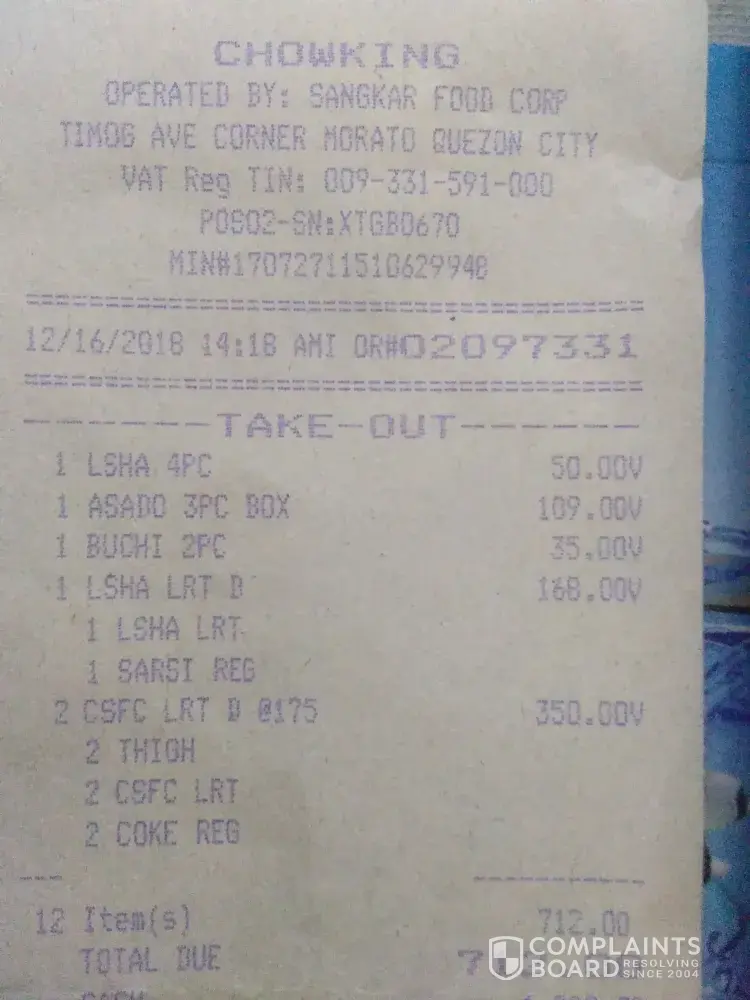 CHOWKING
OPERATED BY: SANGKAR FOOD CORP
TIMOG AVE CORNER MORATO QUEZON CITY
VAT Reg TIN: 009-331-591-000
POS02-SN:XTGB0670
MIN#17072711510629948
12/16/2018 14:18 AMI OR#02097331
-------TAKE-OUT-------
1 LSHA 4PC 50.00V
1 ASADO 3PC BOX 109.00V
1 BUCHI 2PC 35.00V
1 LSHA LRT D 168.00V
1 LSHA LRT
1 SARSI REG
2 CSFC LRT D @175 350.00V
2 THIGH
2 CSFC LRT
2 COKE REG
12 Item(s) 712.00
TOTAL DUE
CASH
COMPLAINTS
BOARD RESOLVING
SINCE 2004